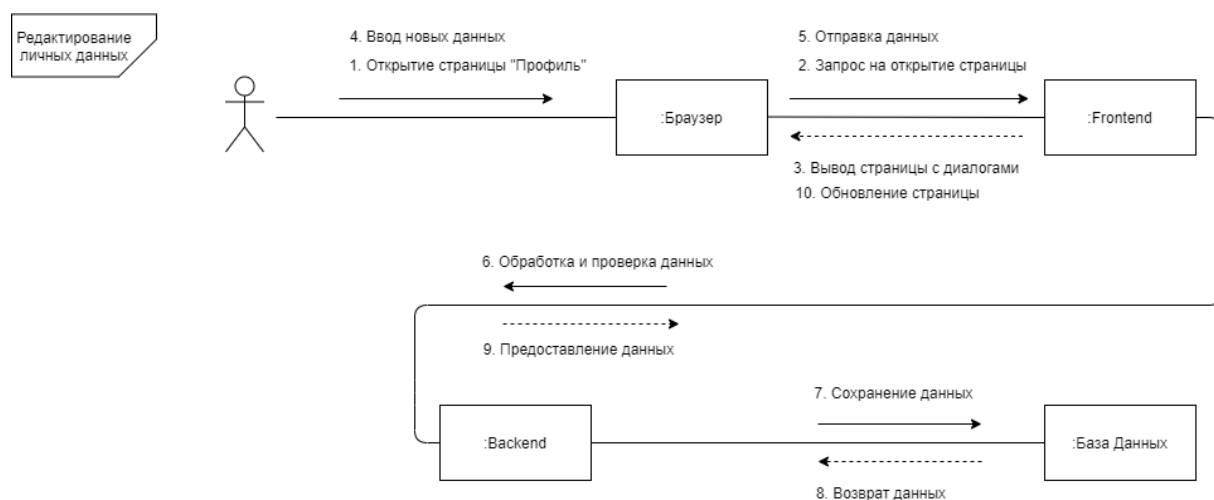 Редактирование
личных данных
4. Ввод новых данных
1. Открытие страницы "Профиль"
5. Отправка данных
2. Запрос на открытие страницы
:Браузер
:Frontend
3. Вывод страницы с диалогами
10. Обновление страницы
6. Обработка и проверка данных
9. Предоставление данных
7. Сохранение данных
:Backend
:База Данных
8. Возврат данных